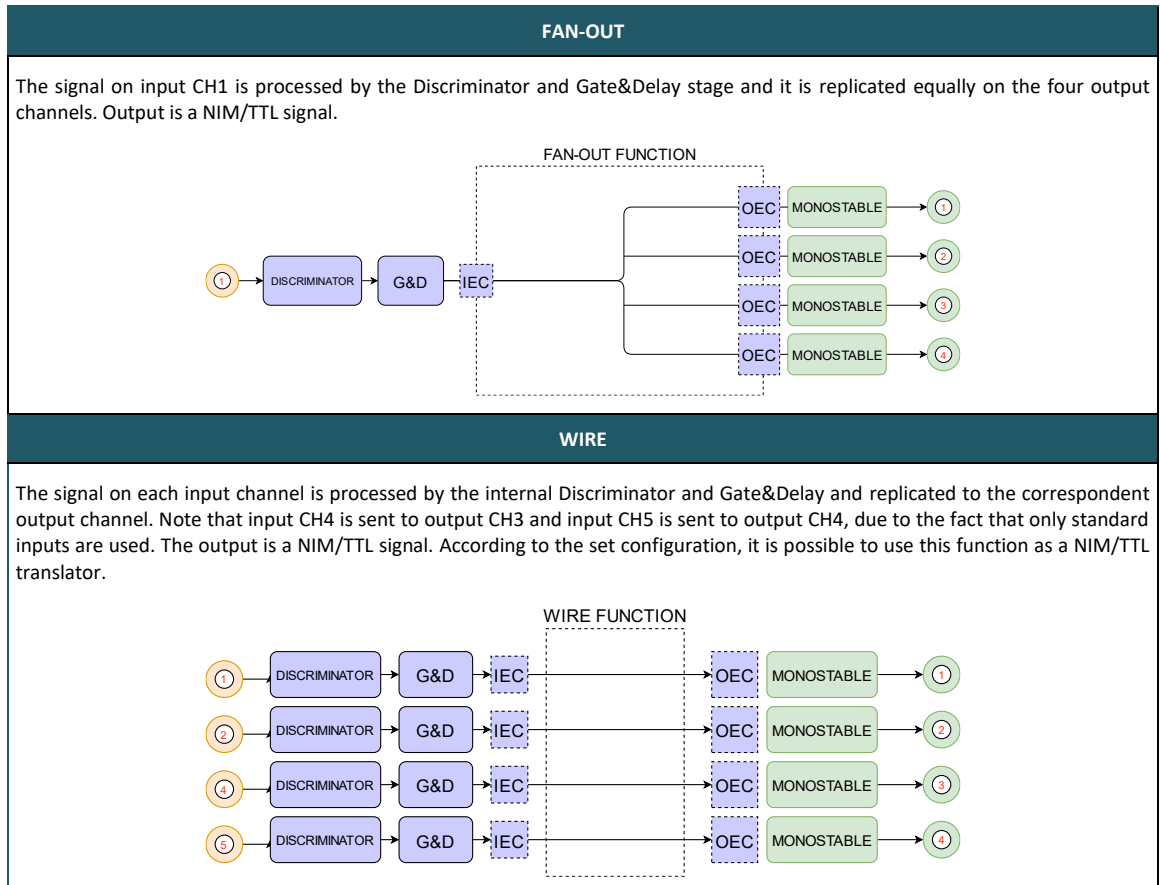 FAN-OUT
The signal on input CH1 is processed by the Discriminator and Gate&Delay stage and it is replicated equally on the four output
channels. Output is a NIM/TTL signal.
FAN-OUT FUNCTION
OEC MONOSTABLE 1
OEC MONOSTABLE 2
1 DISCRIMINATOR G&D IEC
OEC MONOSTABLE 3
OEC MONOSTABLE 4
WIRE
The signal on each input channel is processed by the internal Discriminator and Gate&Delay and replicated to the correspondent
output channel. Note that input CH4 is sent to output CH3 and input CH5 is sent to output CH4, due to the fact that only standard
inputs are used. The output is a NIM/TTL signal. According to the set configuration, it is possible to use this function as a NIM/TTL
translator.
WIRE FUNCTION
1 DISCRIMINATOR G&D IEC OEC MONOSTABLE 1
2 DISCRIMINATOR G&D IEC OEC MONOSTABLE 2
4 DISCRIMINATOR G&D IEC OEC MONOSTABLE 3
5 DISCRIMINATOR G&D IEC OEC MONOSTABLE 4